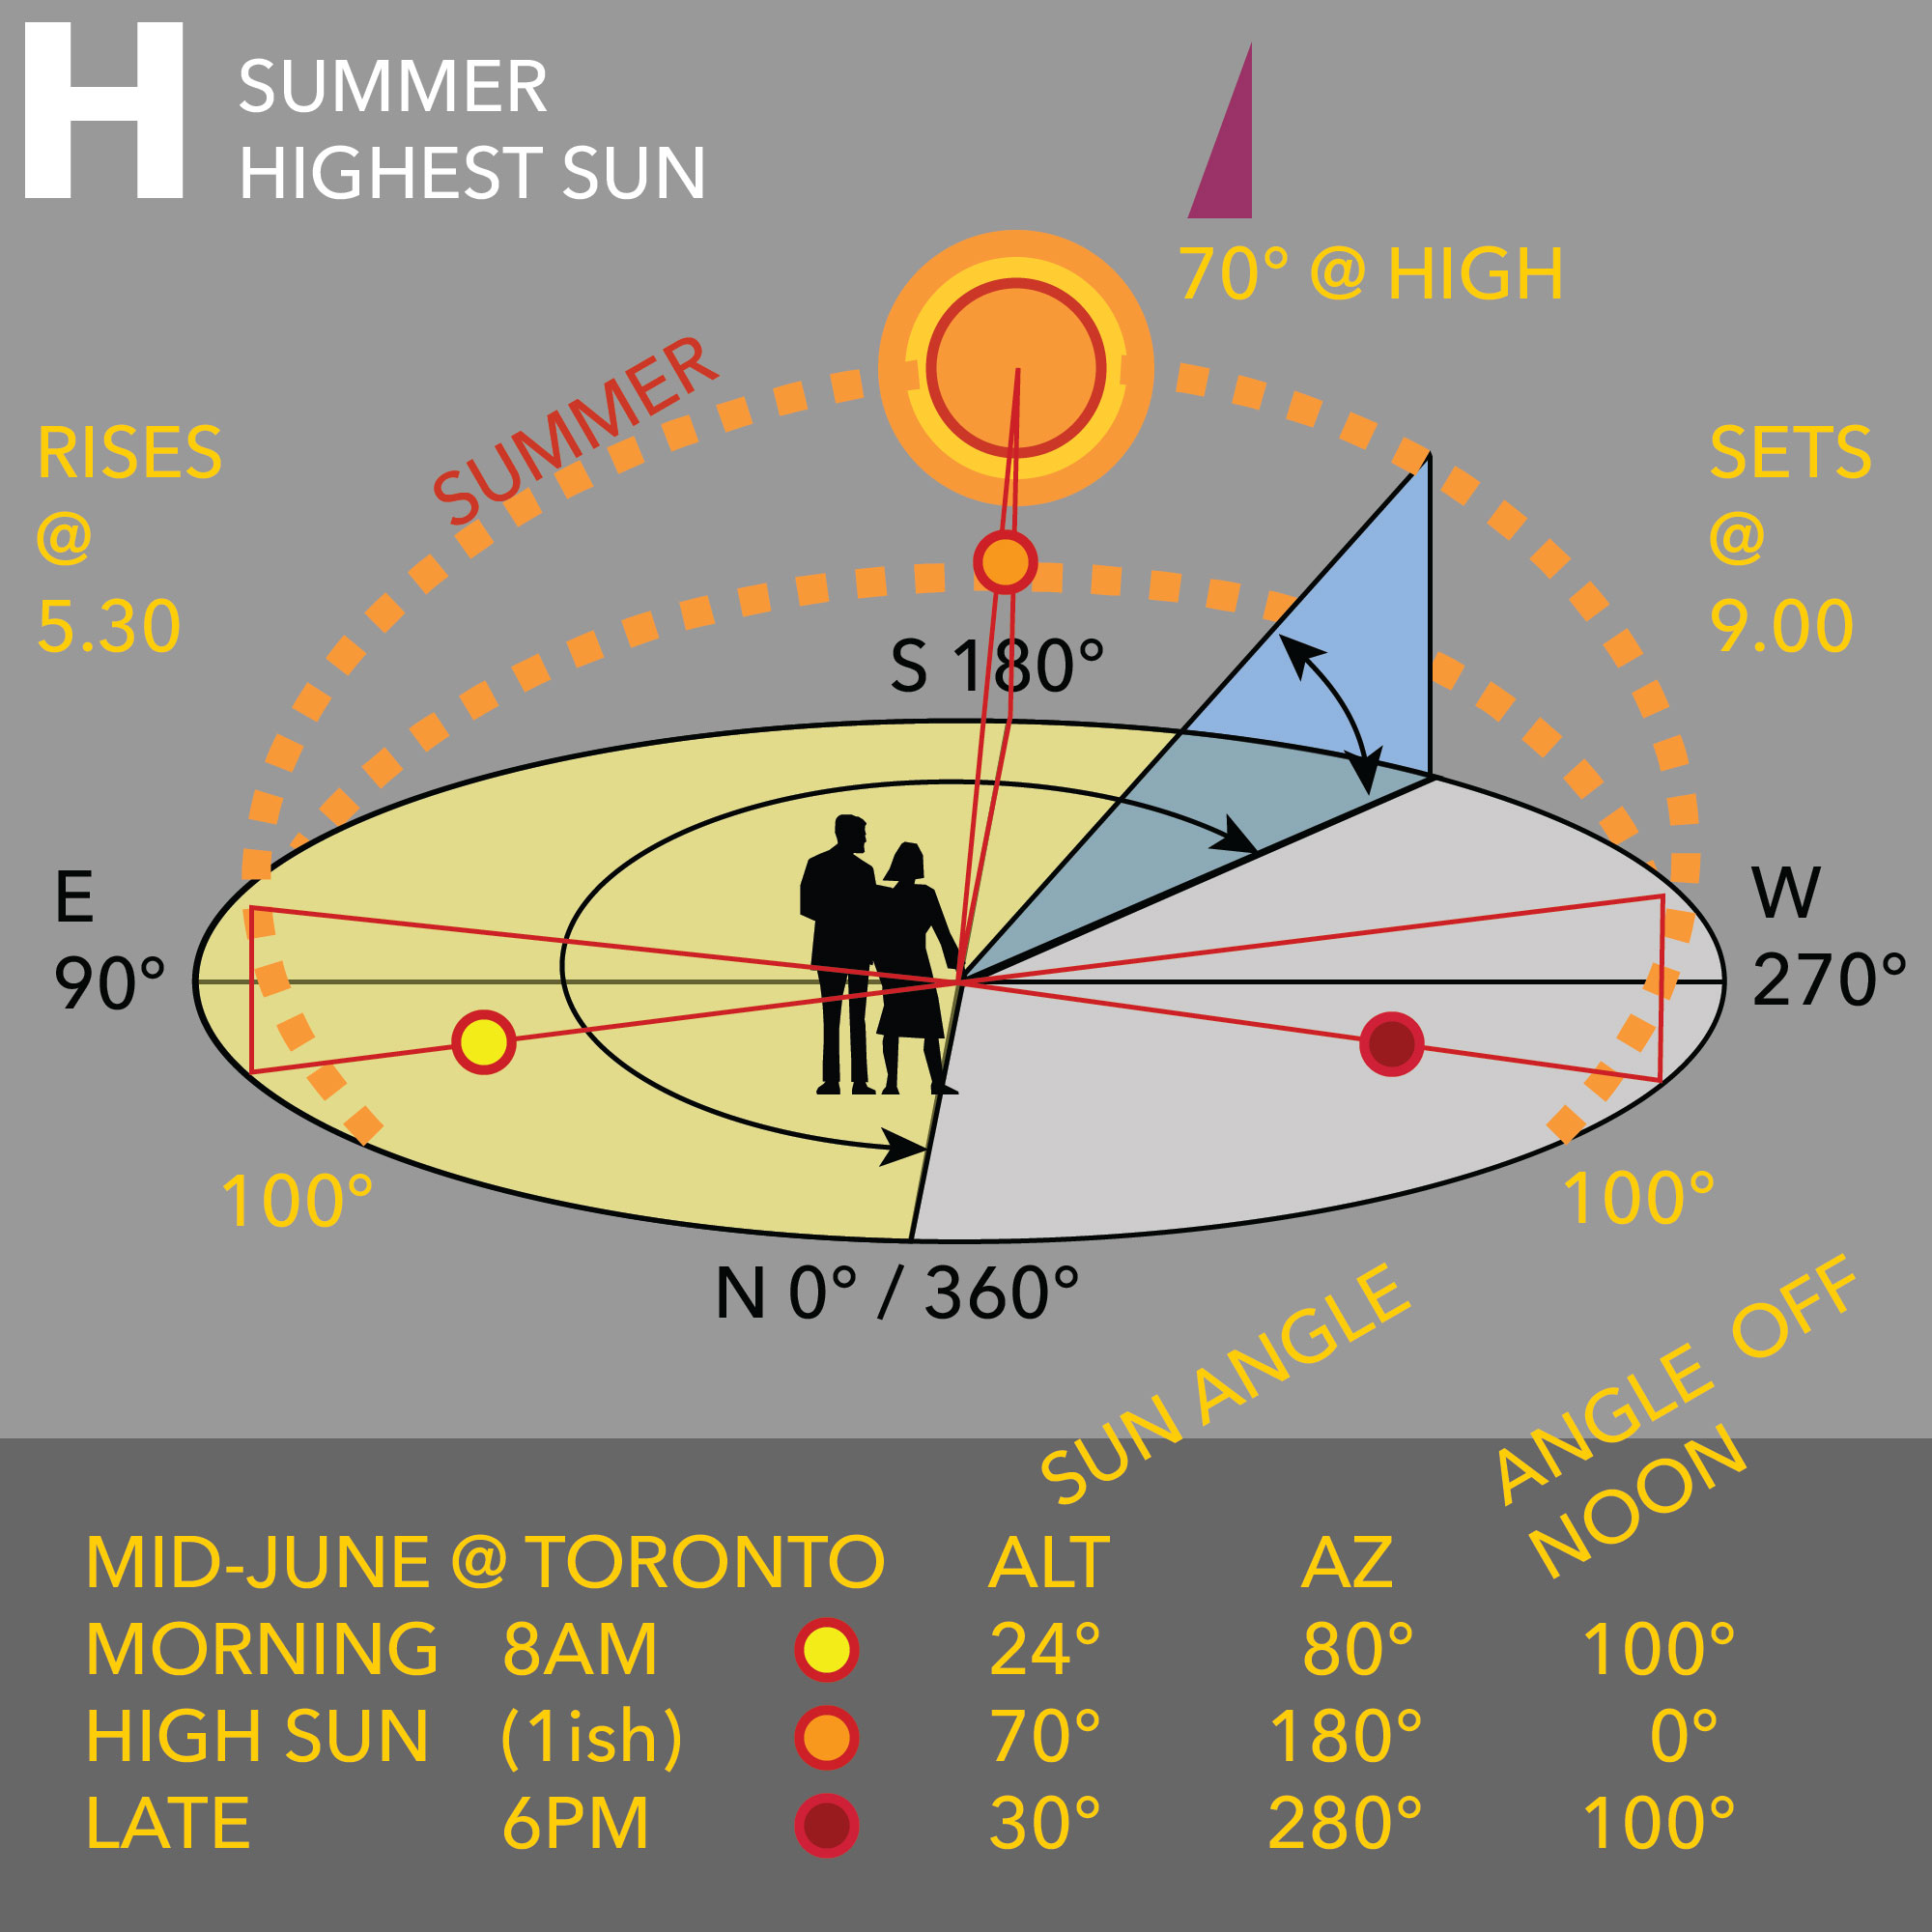 H
SUMMER
HIGHEST SUN
70° @ HIGH
SUMMER
RISES
@
5.30
SETS
@
9.00
S 180°
E
90°
W
270°
100°
100°
N 0° / 360°
SUN ANGLE
ANGLE OFF
NOON
MID-JUNE @ TORONTO ALT AZ
MORNING 8AM 24° 80° 100°
HIGH SUN (1ish) 70° 180° 0°
LATE 6PM 30° 280° 100°